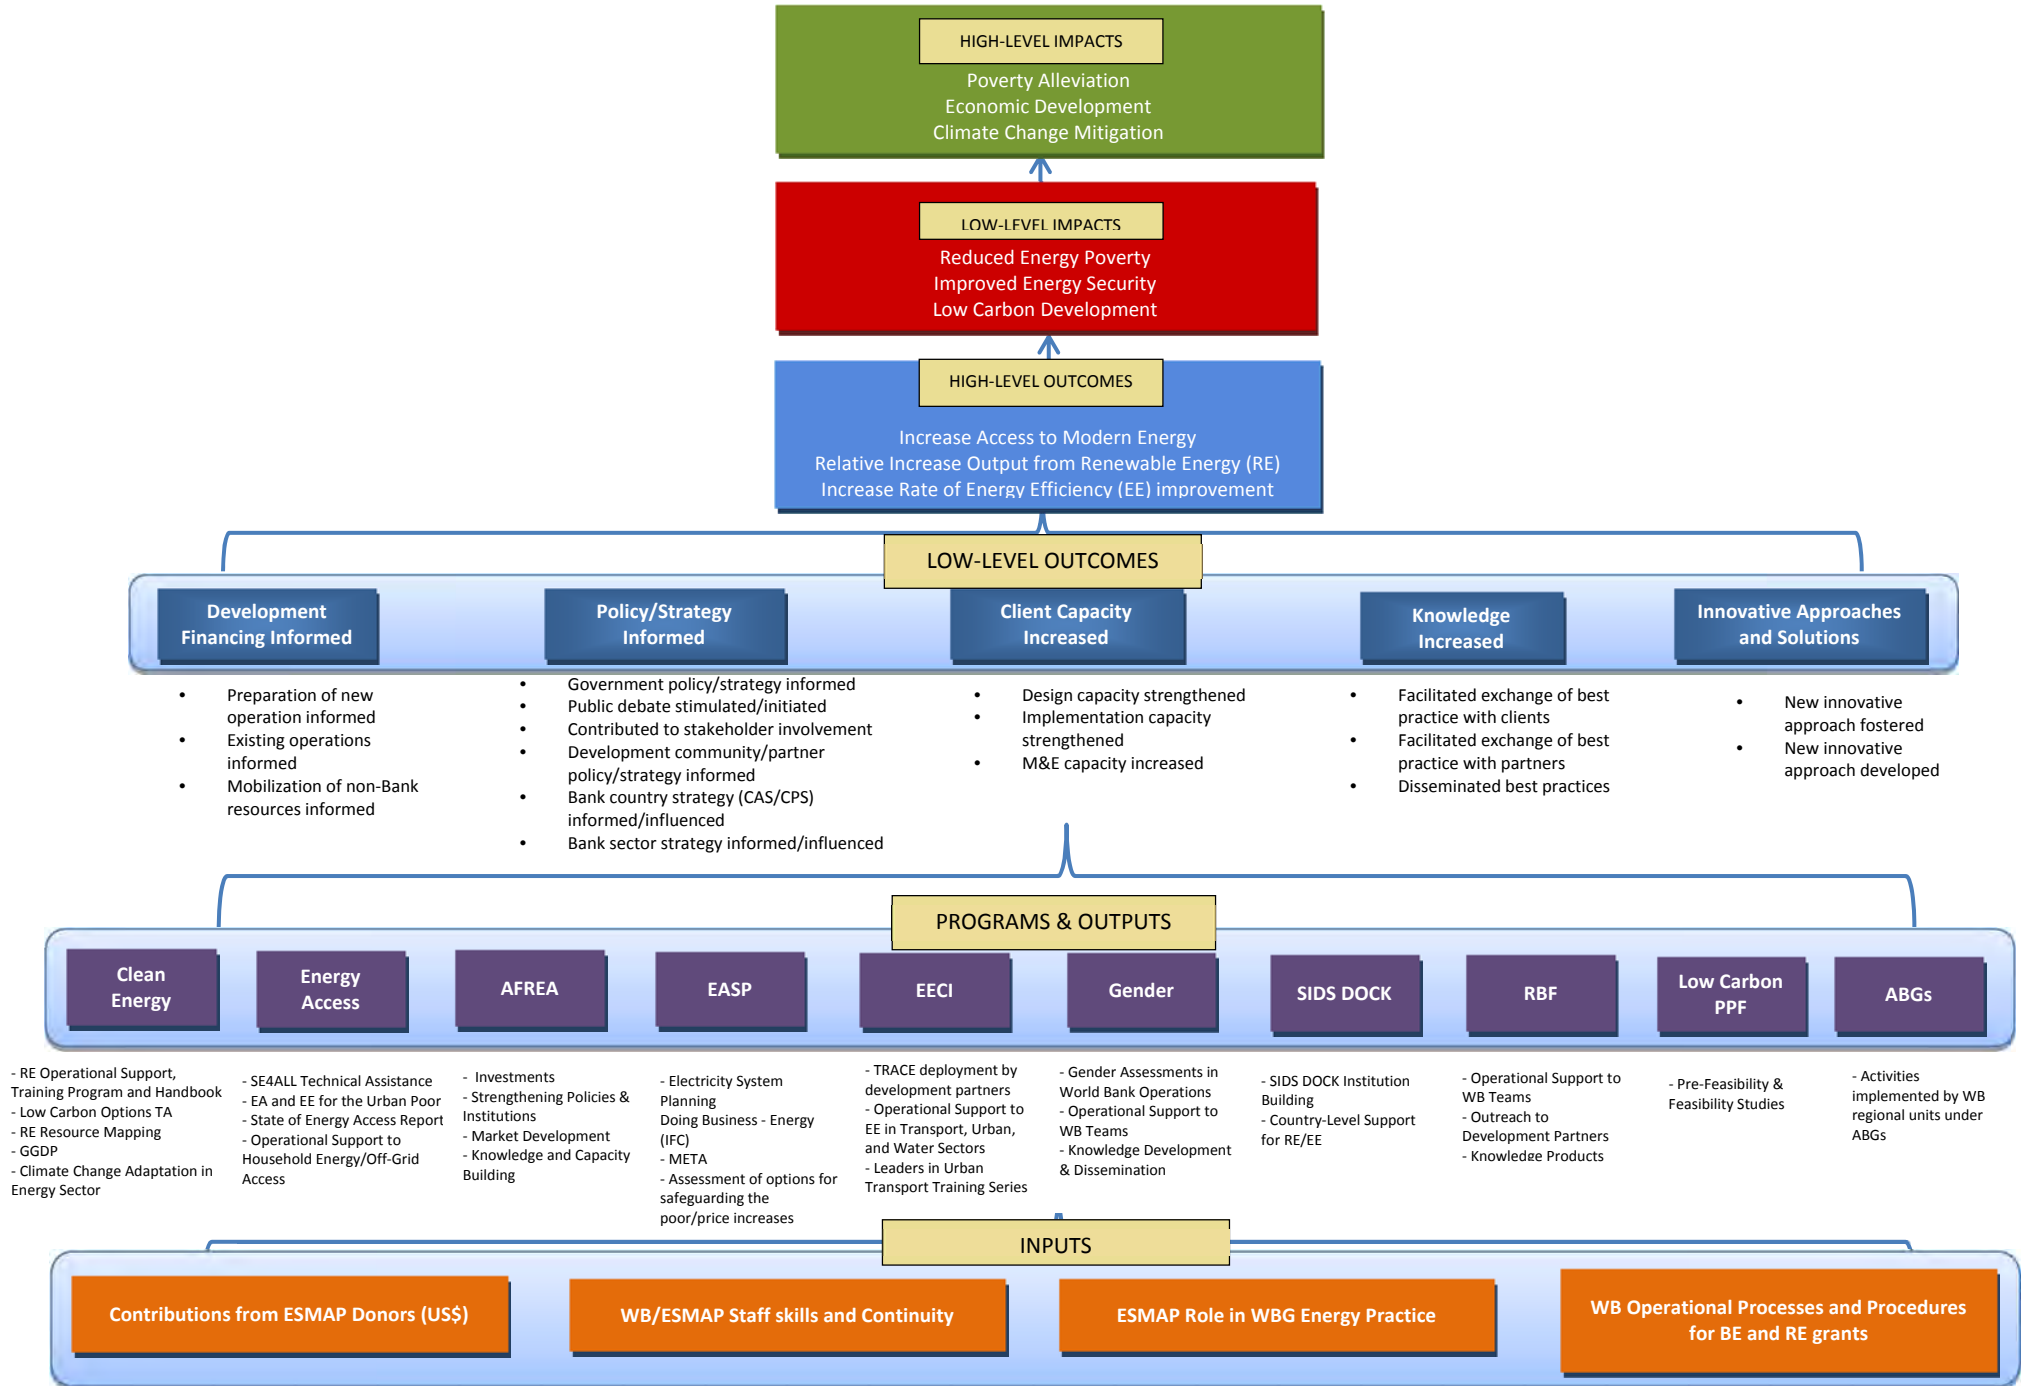 HIGH-LEVEL IMPACTS
Poverty Alleviation
Economic Development
Climate Change Mitigation
LOW-LEVEL IMPACTS
Reduced Energy Poverty
Improved Energy Security
Low Carbon Development
HIGH-LEVEL OUTCOMES
Increase Access to Modern Energy
Relative Increase Output from Renewable Energy (RE)
Increase Rate of Energy Efficiency (EE) improvement
LOW-LEVEL OUTCOMES
Development
Financing Informed
• Preparation of new
operation informed
• Existing operations
informed
• Mobilization of non-Bank
resources informed
Policy/Strategy
Informed
• Government policy/strategy informed
• Public debate stimulated/initiated
• Contributed to stakeholder involvement
• Development community/partner
policy/strategy informed
• Bank country strategy (CAS/CPS)
informed/influenced
• Bank sector strategy informed/influenced
Client Capacity
Increased
• Design capacity strengthened
• Implementation capacity
strengthened
• M&E capacity increased
Knowledge
Increased
• Facilitated exchange of best
practice with clients
• Facilitated exchange of best
practice with partners
• Disseminated best practices
Innovative Approaches
and Solutions
• New innovative
approach fostered
• New innovative
approach developed
PROGRAMS & OUTPUTS
Clean
Energy
- RE Operational Support,
Training Program and Handbook
- Low Carbon Options TA
- RE Resource Mapping
- GGDP
- Climate Change Adaptation in
Energy Sector
Energy
Access
- SE4ALL Technical Assistance
- EA and EE for the Urban Poor
- State of Energy Access Report
- Operational Support to
Household Energy/Off-Grid
Access
AFREA
- Investments
- Strengthening Policies &
Institutions
- Market Development
- Knowledge and Capacity
Building
EASP
- Electricity System
Planning
Doing Business - Energy
(IFC)
- META
- Assessment of options for
safeguarding the
poor/price increases
EECI
- TRACE deployment by
development partners
- Operational Support to
EE in Transport, Urban,
and Water Sectors
- Leaders in Urban
Transport Training Series
Gender
- Gender Assessments in
World Bank Operations
- Operational Support to
WB Teams
- Knowledge Development
& Dissemination
SIDS DOCK
- SIDS DOCK Institution
Building
- Country-Level Support
for RE/EE
RBF
- Operational Support to
WB Teams
- Outreach to
Development Partners
- Knowledge Products
Low Carbon
PPF
- Pre-Feasibility &
Feasibility Studies
ABGs
- Activities
implemented by WB
regional units under
ABGs
INPUTS
Contributions from ESMAP Donors (US$)
WB/ESMAP Staff skills and Continuity
ESMAP Role in WBG Energy Practice
WB Operational Processes and Procedures
for BE and RE grants